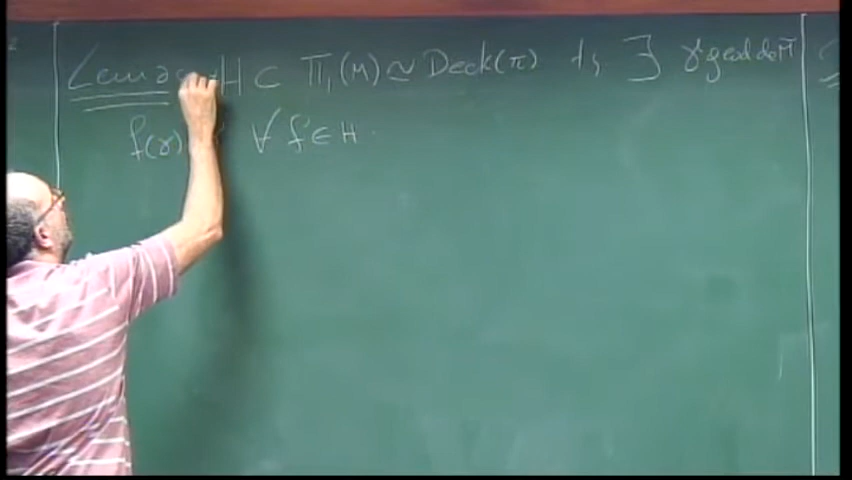 Lema H ⊂ Π₁(M) ≃ Deck(π) t, ∃ γ geod de M̃
f(γ) ∀ f ∈ H